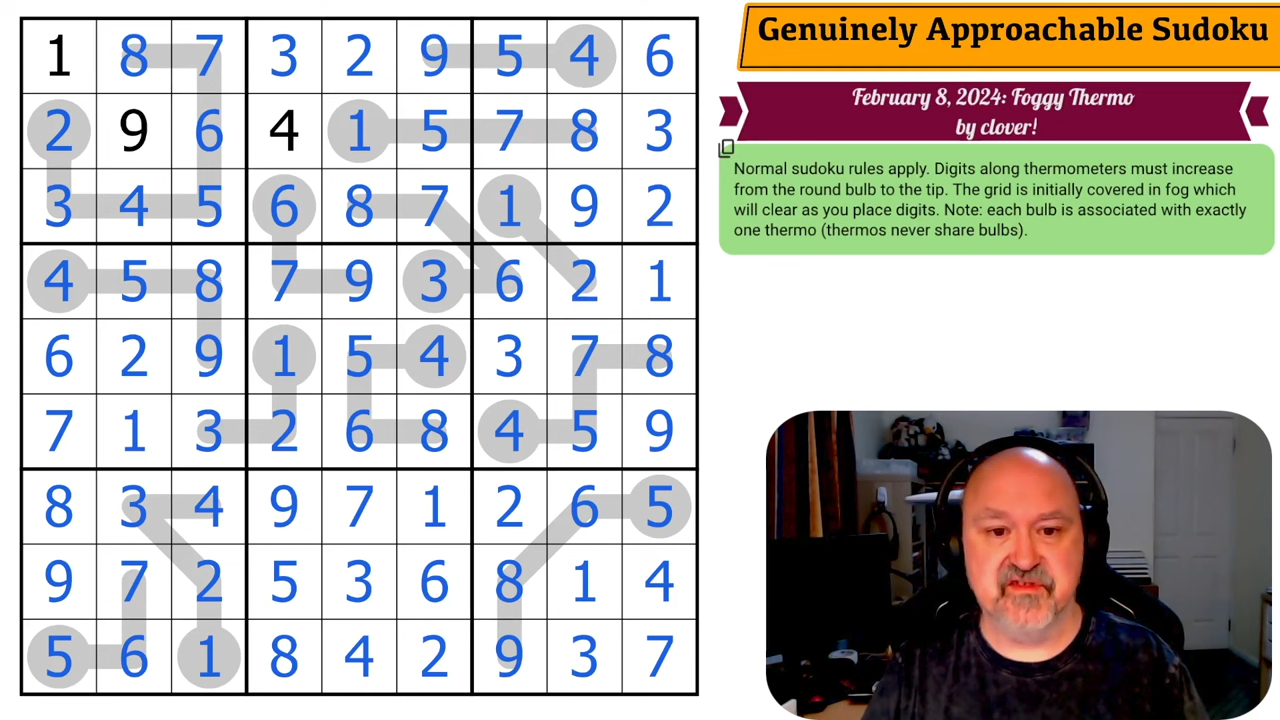 Genuinely Approachable Sudoku
February 8, 2024: Foggy Thermo
by clover!
Normal sudoku rules apply. Digits along thermometers must increase
from the round bulb to the tip. The grid is initially covered in fog which
will clear as you place digits. Note: each bulb is associated with exactly
one thermo (thermos never share bulbs).
1 8 7 3 2 9 5 4 6
2 9 6 4 1 5 7 8 3
3 4 5 6 8 7 1 9 2
4 5 8 7 9 3 6 2 1
6 2 9 1 5 4 3 7 8
7 1 3 2 6 8 4 5 9
8 3 4 9 7 1 2 6 5
9 7 2 5 3 6 8 1 4
5 6 1 8 4 2 9 3 7